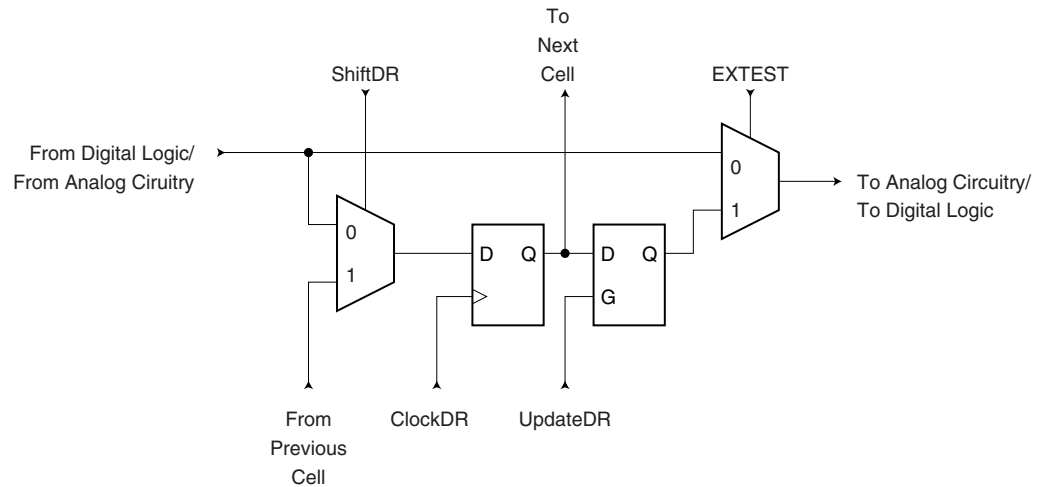 To
Next
Cell
ShiftDR
EXTEST
From Digital Logic/
From Analog Ciruitry
0
1
To Analog Circuitry/
To Digital Logic
0
1
D Q
D Q
G
From
Previous
Cell
ClockDR
UpdateDR